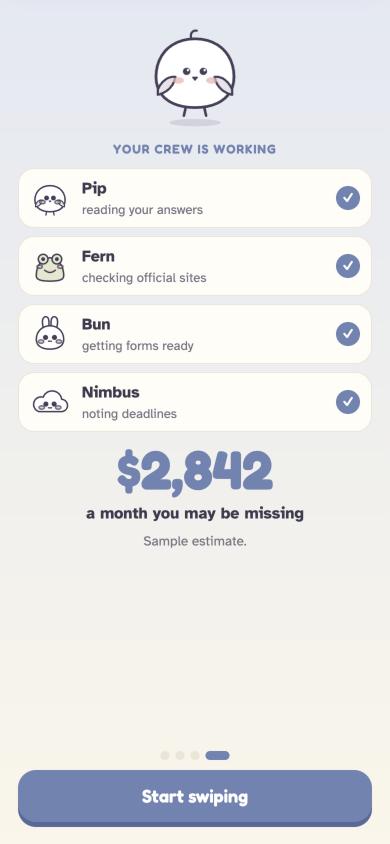 YOUR CREW IS WORKING
Pip
reading your answers
Fern
checking official sites
Bun
getting forms ready
Nimbus
noting deadlines
$2,842
a month you may be missing
Sample estimate.
Start swiping